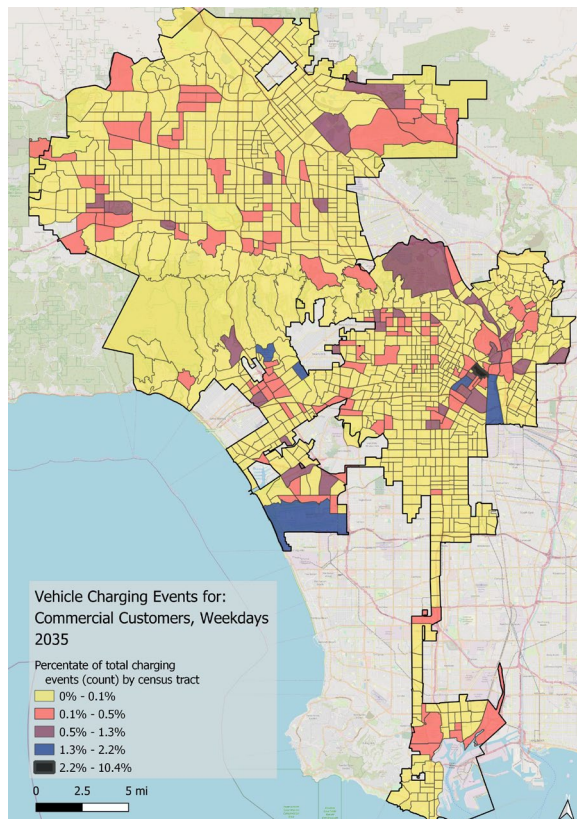 Vehicle Charging Events for:
Commercial Customers, Weekdays
2035
Percentate of total charging
events (count) by census tract
0% - 0.1%
0.1% - 0.5%
0.5% - 1.3%
1.3% - 2.2%
2.2% - 10.4%
0 2.5 5 mi